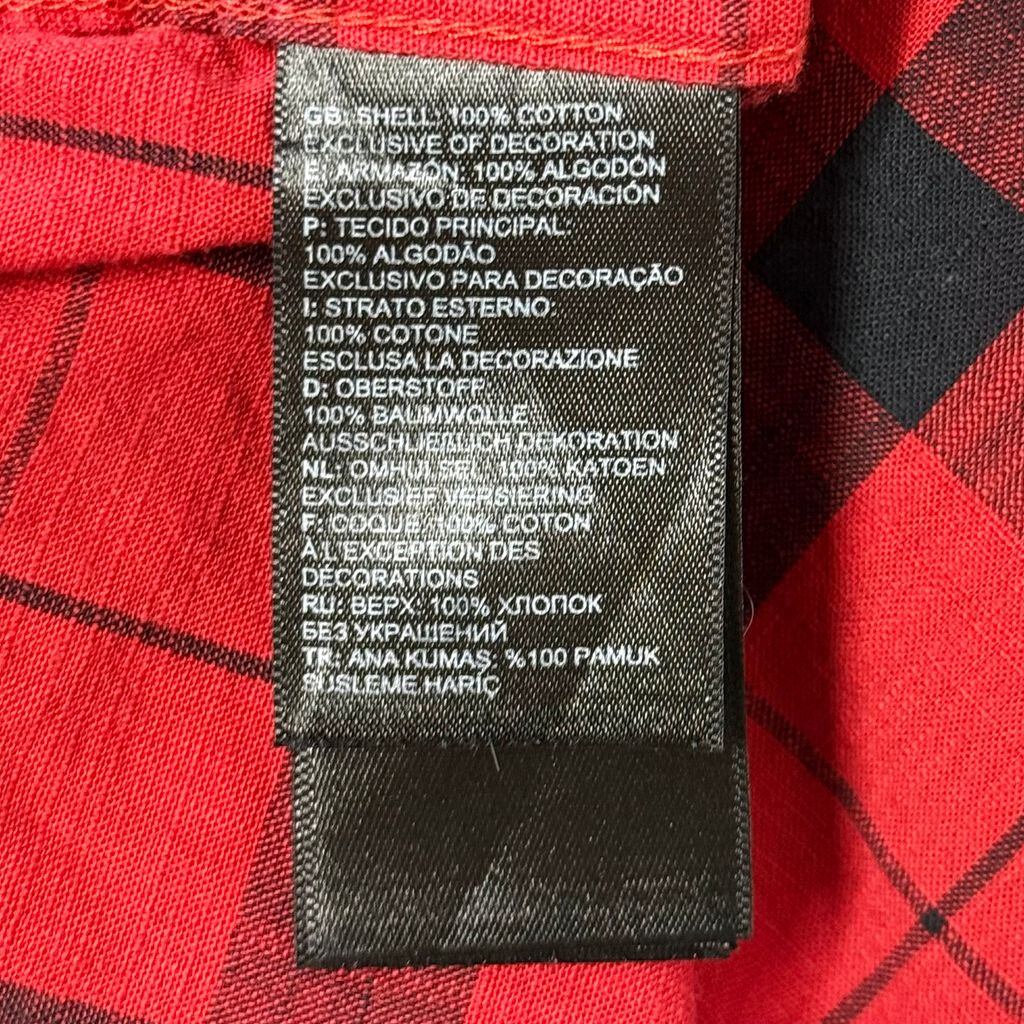 GB: SHELL: 100% COTTON
EXCLUSIVE OF DECORATION
E: ARMAZÓN: 100% ALGODÓN
EXCLUSIVO DE DECORACIÓN
P: TECIDO PRINCIPAL:
100% ALGODÃO
EXCLUSIVO PARA DECORAÇÃO
I: STRATO ESTERNO:
100% COTONE
ESCLUSA LA DECORAZIONE
D: OBERSTOFF:
100% BAUMWOLLE
AUSSCHLIEßLICH DEKORATION
NL: OMHULSEL: 100% KATOEN
EXCLUSIEF VERSIERING
F: COQUE: 100% COTON
À L'EXCEPTION DES
DECORATIONS
RU: ВЕРХ: 100% ХЛОПОК
БЕЗ УКРАШЕНИЙ
TR: ANA KUMAŞ: %100 PAMUK
SÜSLEME HARİÇ